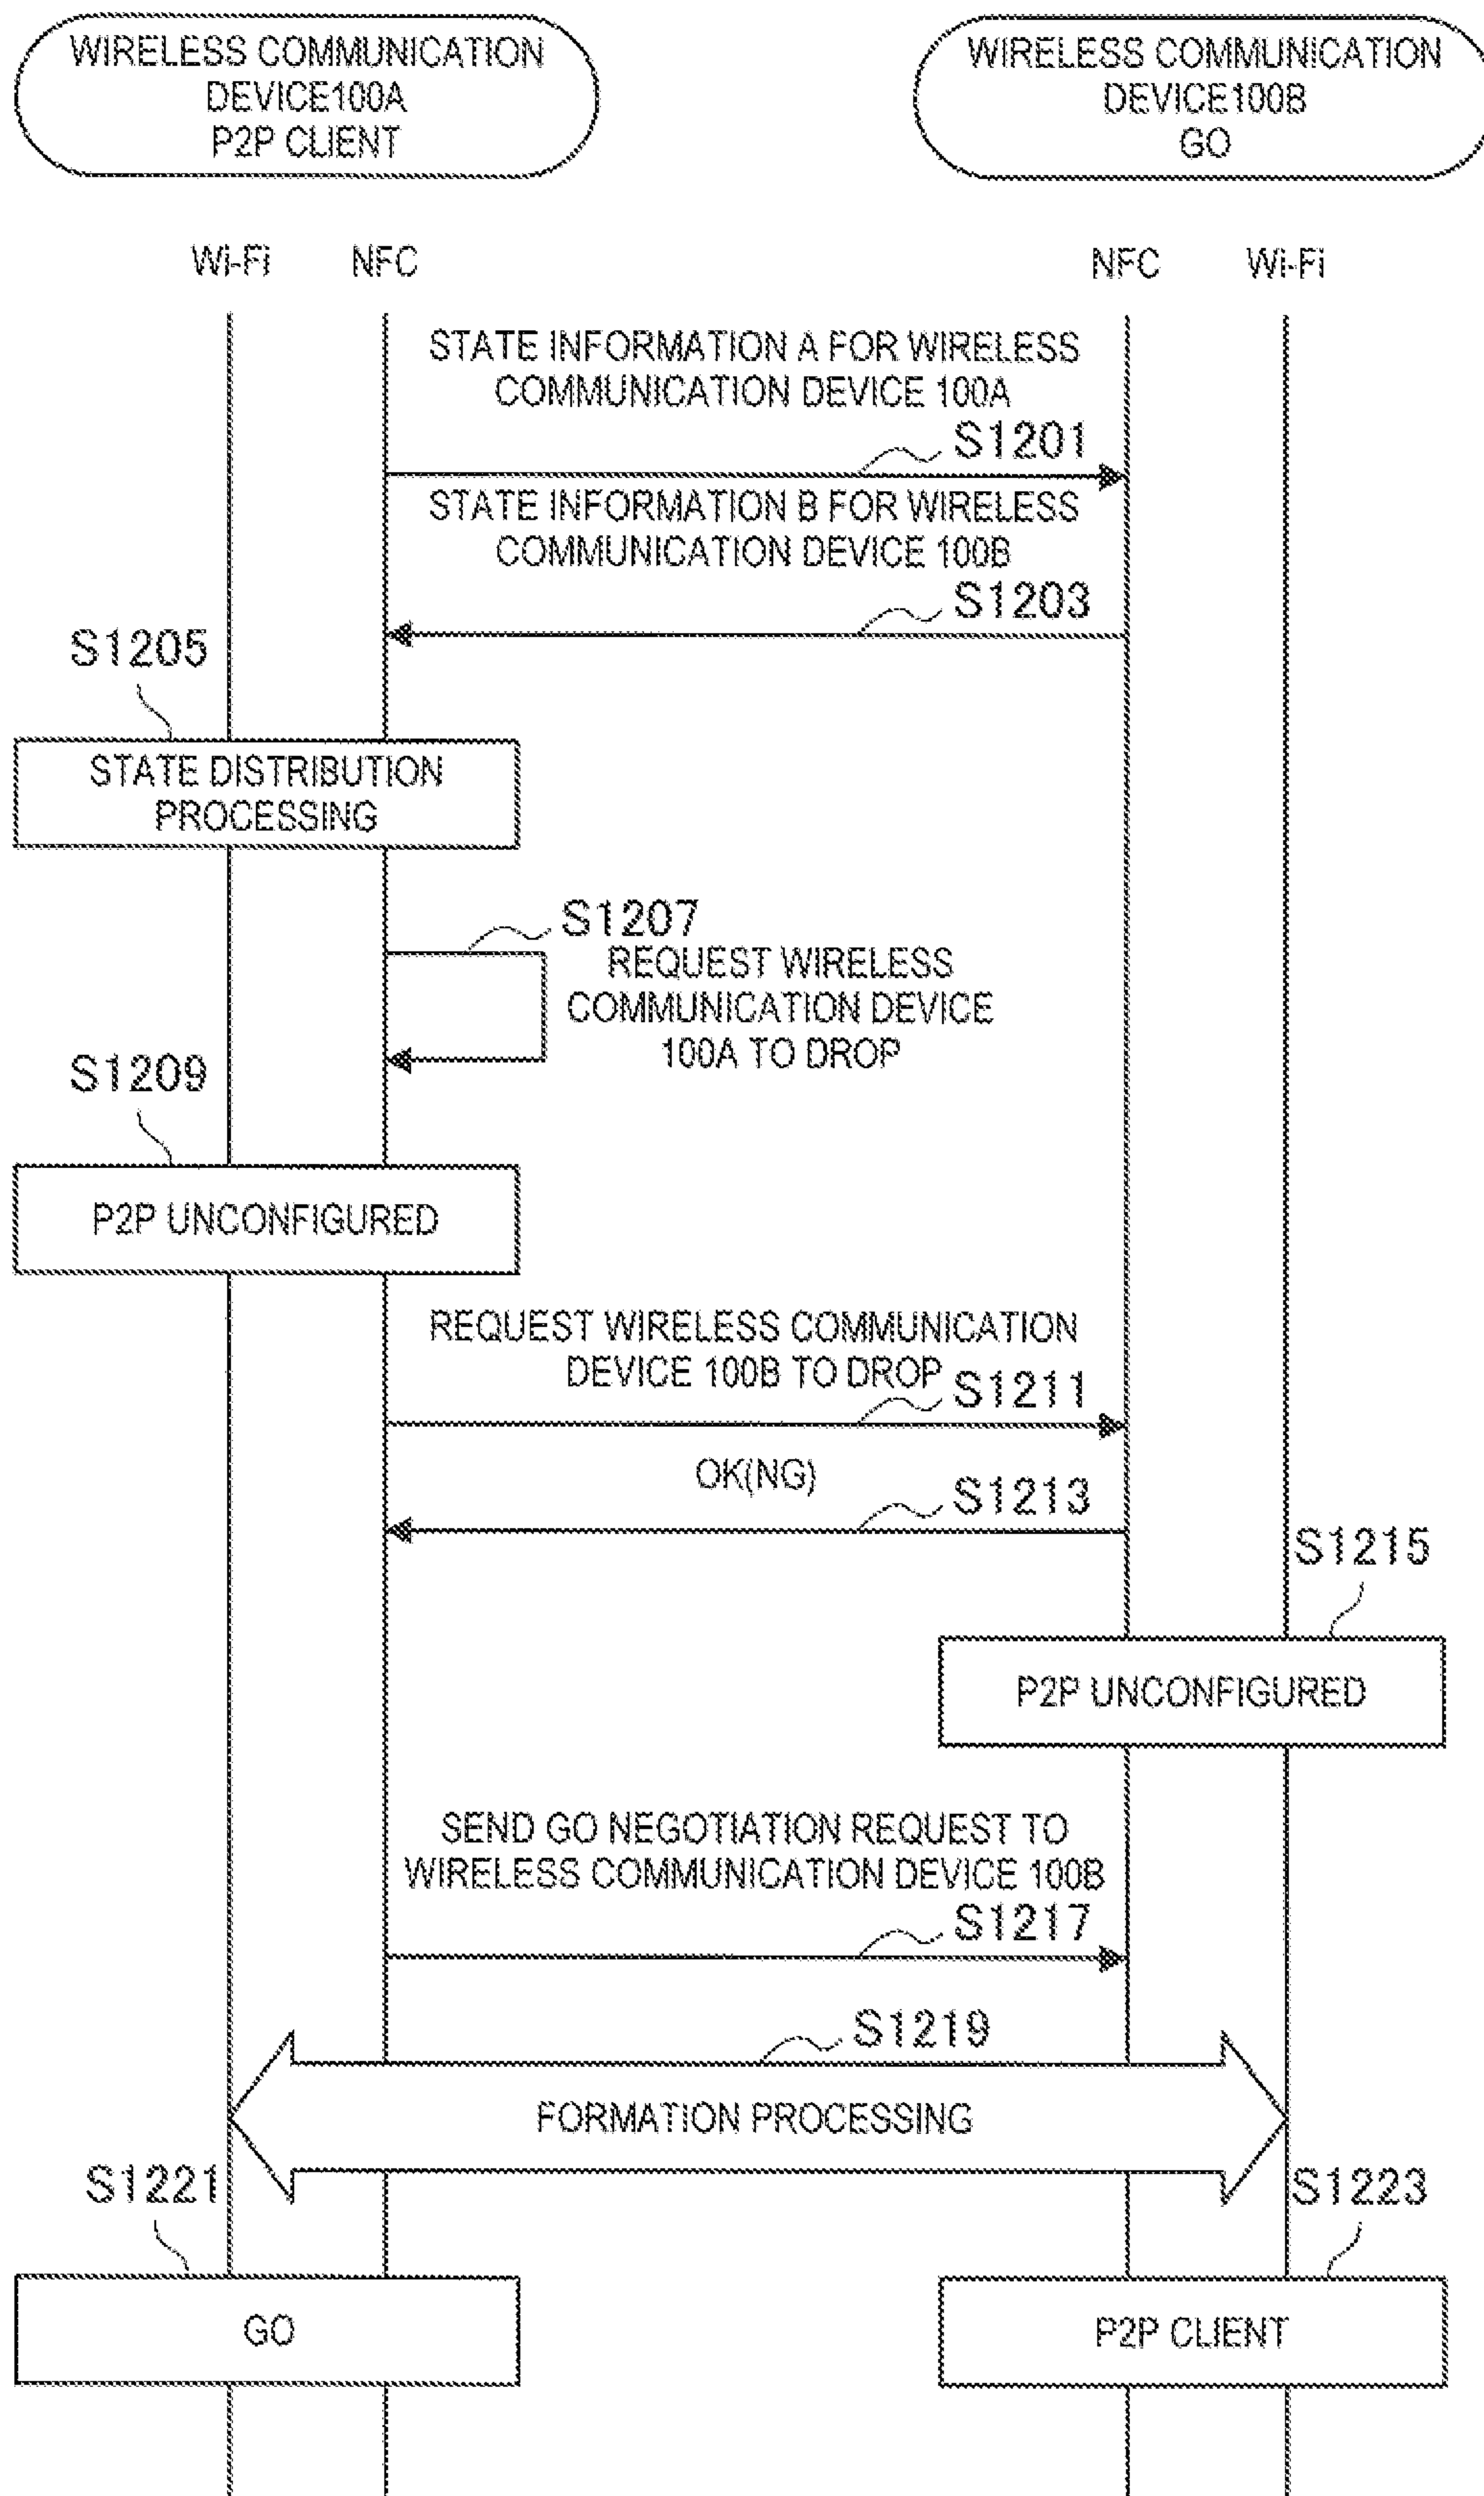 WIRELESS COMMUNICATION
DEVICE100A
P2P CLIENT
WIRELESS COMMUNICATION
DEVICE100B
GO
Wi-Fi
NFC
NFC
Wi-Fi
STATE INFORMATION A FOR WIRELESS
COMMUNICATION DEVICE 100A
S1201
STATE INFORMATION B FOR WIRELESS
COMMUNICATION DEVICE 100B
S1203
S1205
STATE DISTRIBUTION
PROCESSING
S1207
REQUEST WIRELESS
COMMUNICATION DEVICE
100A TO DROP
S1209
P2P UNCONFIGURED
REQUEST WIRELESS COMMUNICATION
DEVICE 100B TO DROP
S1211
OK(NG)
S1213
S1215
P2P UNCONFIGURED
SEND GO NEGOTIATION REQUEST TO
WIRELESS COMMUNICATION DEVICE 100B
S1217
S1219
FORMATION PROCESSING
S1221
S1223
GO
P2P CLIENT